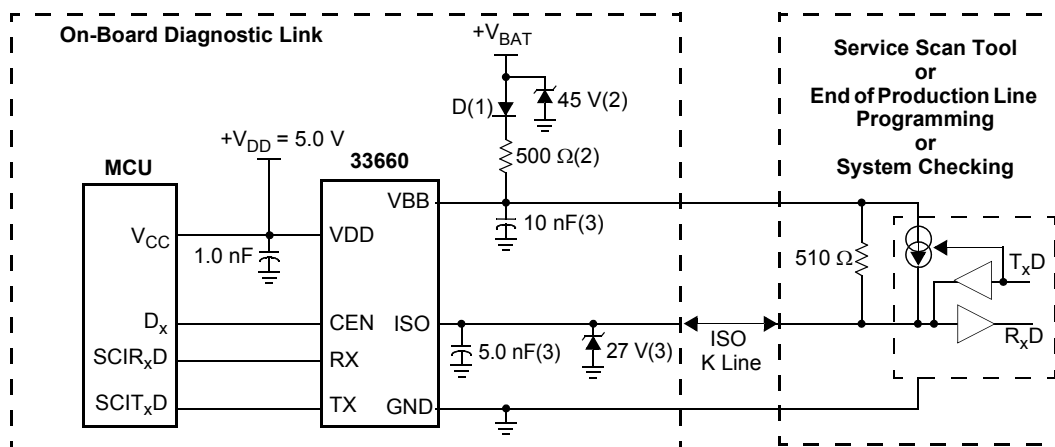 On-Board Diagnostic Link
+V_BAT
D(1)
45 V(2)
500 Ω(2)
+V_DD = 5.0 V
MCU
33660
VBB
10 nF(3)
V_CC
1.0 nF
VDD
D_x
CEN
ISO
5.0 nF(3)
27 V(3)
SCIR_xD
RX
SCIT_xD
TX
GND
ISO
K Line
Service Scan Tool
or
End of Production Line
Programming
or
System Checking
510 Ω
T_xD
R_xD